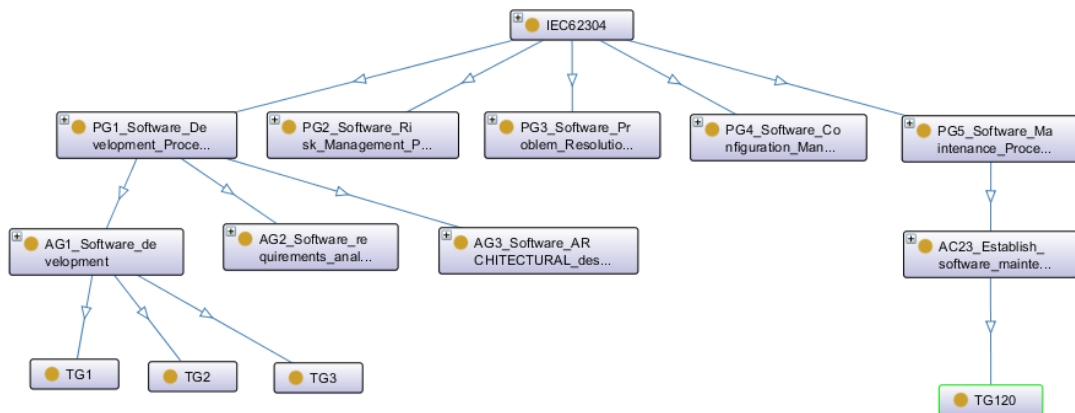 IEC62304
PG1_Software_De
velopment_Proce...
PG2_Software_Ri
sk_Management_P...
PG3_Software_Pr
oblem_Resolutio...
PG4_Software_Co
nfiguration_Man...
PG5_Software_Ma
intenance_Proce...
AG1_Software_de
velopment
AG2_Software_re
quirements_anal...
AG3_Software_AR
CHITECTURAL_des...
AC23_Establish_
software_mainte...
TG1
TG2
TG3
TG120